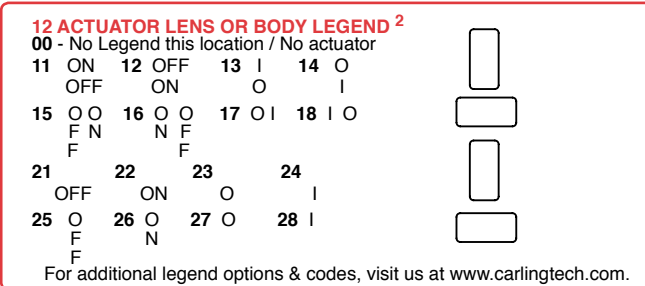 12 ACTUATOR LENS OR BODY LEGEND 2
00 - No Legend this location / No actuator
11 ON 12 OFF 13 I 14 O
OFF ON O I
15 O O 16 O O 17 O I 18 I O
F N N F
F F
21 22 23 24
OFF ON O I
25 O 26 O 27 O 28 I
F N
F
For additional legend options & codes, visit us at www.carlingtech.com.